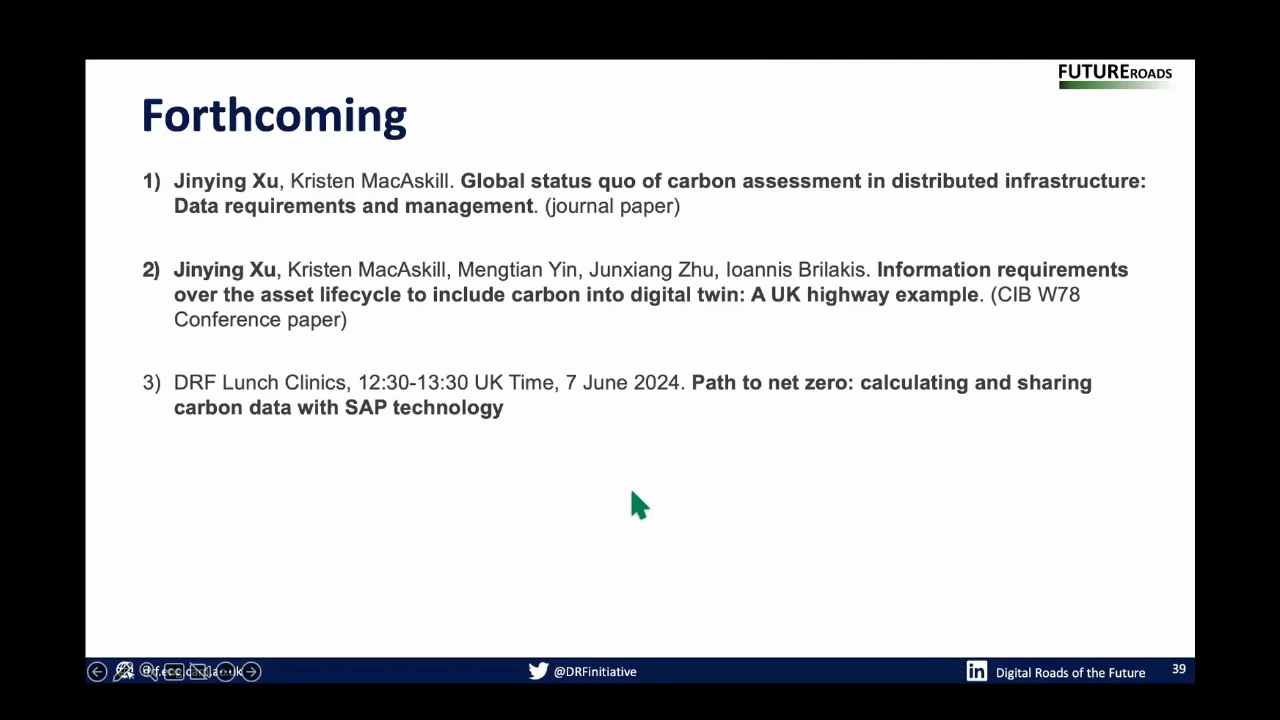 FUTUREROADS
Forthcoming
1) Jinying Xu, Kristen MacAskill. Global status quo of carbon assessment in distributed infrastructure:
Data requirements and management. (journal paper)
2) Jinying Xu, Kristen MacAskill, Mengtian Yin, Junxiang Zhu, Ioannis Brilakis. Information requirements
over the asset lifecycle to include carbon into digital twin: A UK highway example. (CIB W78
Conference paper)
3) DRF Lunch Clinics, 12:30-13:30 UK Time, 7 June 2024. Path to net zero: calculating and sharing
carbon data with SAP technology
@DRFinitiative
Digital Roads of the Future
39